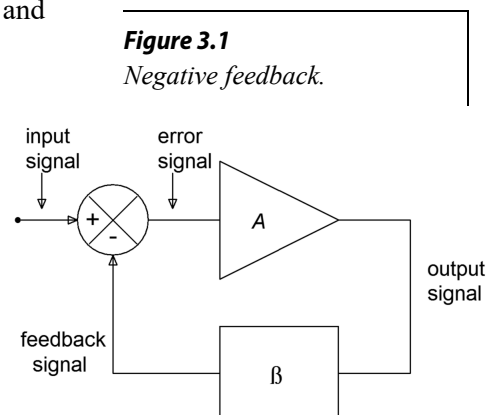 and
Figure 3.1
Negative feedback.
input
signal
error
signal
+
-
A
output
signal
feedback
signal
ß